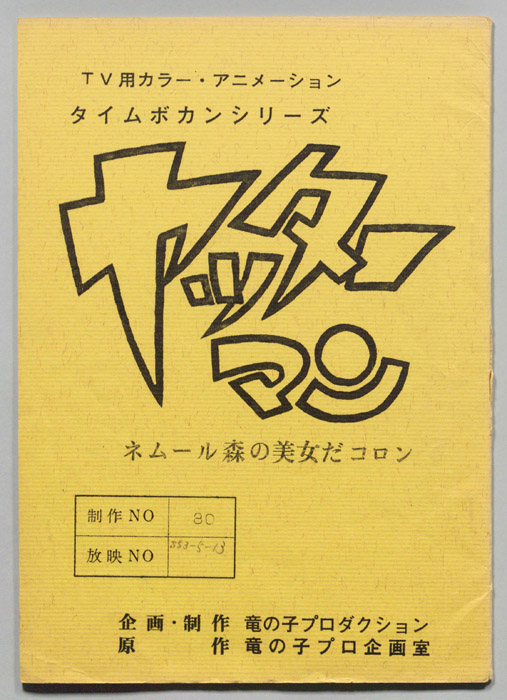 TV用カラー・アニメーション
タイムボカンシリーズ
ヤッター
マン
ネムール森の美女だコロン
制作NO 80
放映NO S53-5-13
企画・制作 竜の子プロダクション
原作 竜の子プロ企画室